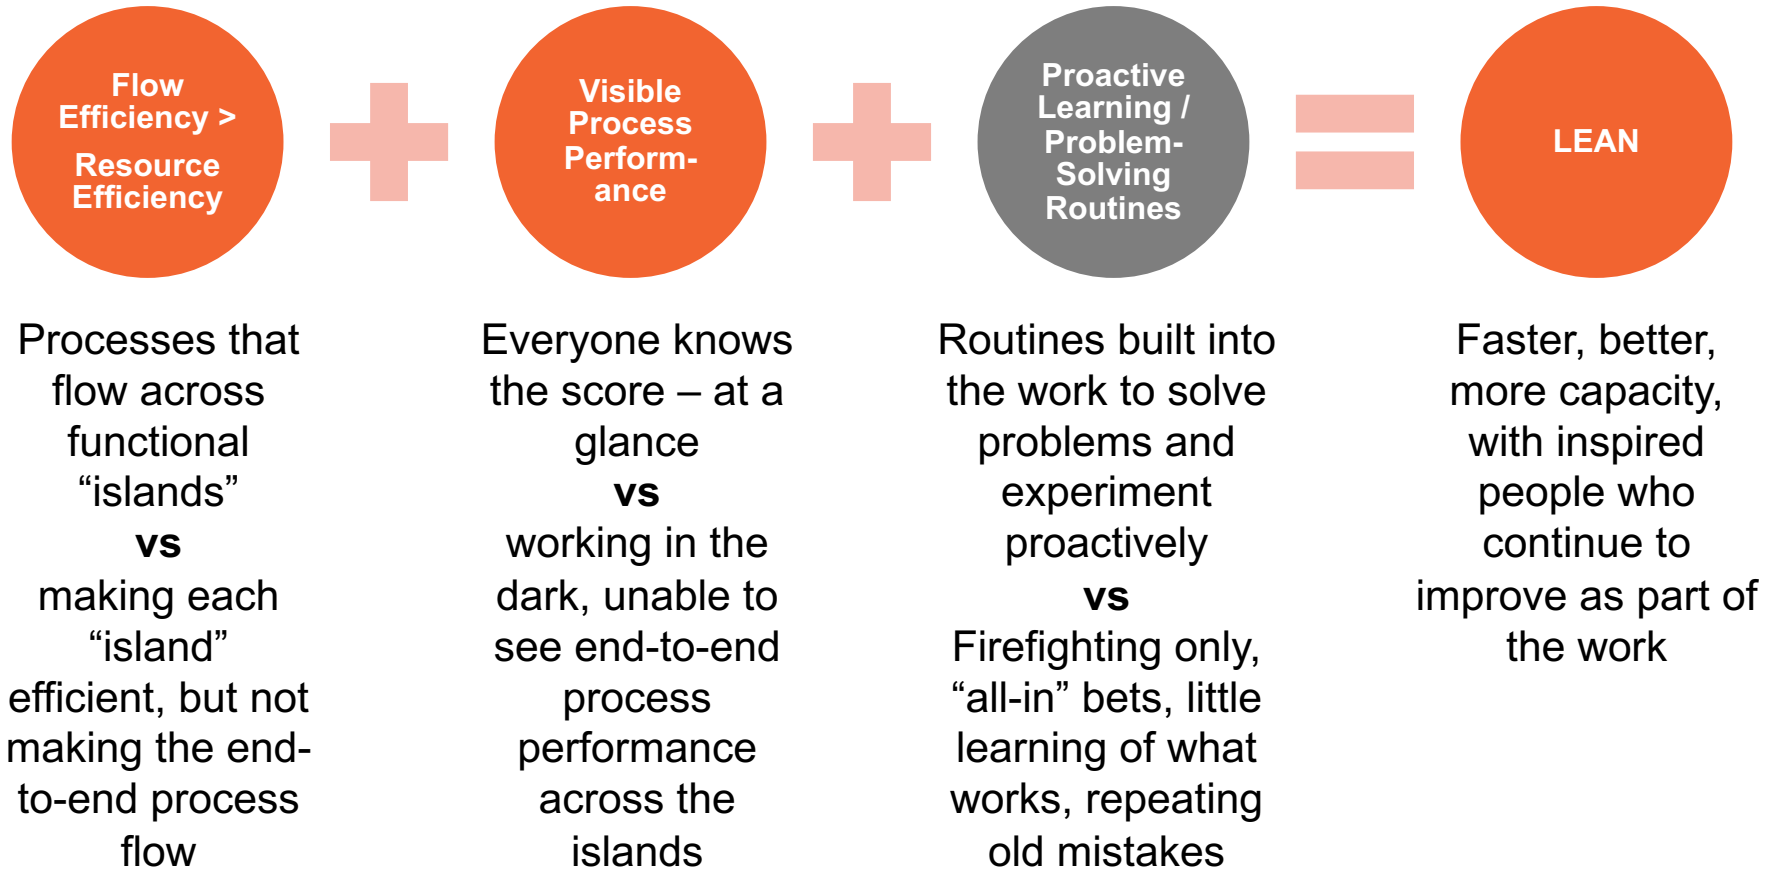 Flow
Efficiency >
Resource
Efficiency
Visible
Process
Perform-
ance
Proactive
Learning /
Problem-
Solving
Routines
LEAN
Processes that
flow across
functional
“islands”
vs
making each
“island”
efficient, but not
making the end-
to-end process
flow
Everyone knows
the score – at a
glance
vs
working in the
dark, unable to
see end-to-end
process
performance
across the
islands
Routines built into
the work to solve
problems and
experiment
proactively
vs
Firefighting only,
“all-in” bets, little
learning of what
works, repeating
old mistakes
Faster, better,
more capacity,
with inspired
people who
continue to
improve as part of
the work